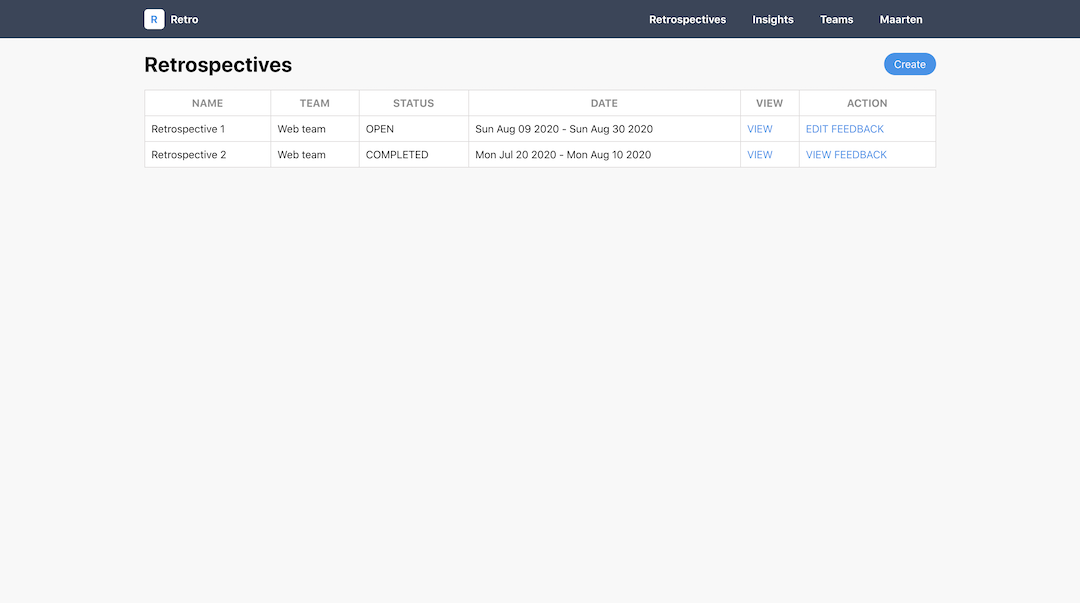 R Retro Retrospectives Insights Teams Maarten
Retrospectives Create
NAME TEAM STATUS DATE VIEW ACTION
Retrospective 1 Web team OPEN Sun Aug 09 2020 - Sun Aug 30 2020 VIEW EDIT FEEDBACK
Retrospective 2 Web team COMPLETED Mon Jul 20 2020 - Mon Aug 10 2020 VIEW VIEW FEEDBACK